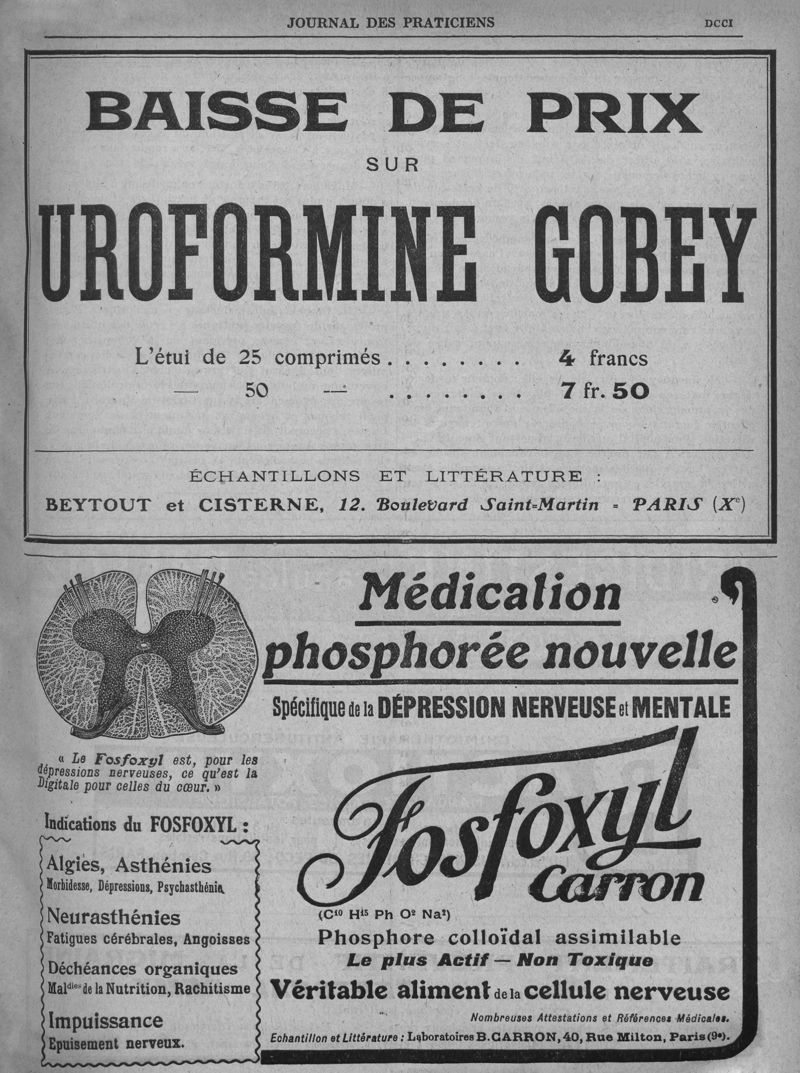 JOURNAL DES PRATICIENS DCCI
BAISSE DE PRIX
SUR
UROFORMINE GOBEY
L'étui de 25 comprimés . . . . . . . . 4 francs
— 50 — . . . . . . . . 7 fr. 50
ÉCHANTILLONS ET LITTÉRATURE :
BEYTOUT et CISTERNE, 12. Boulevard Saint-Martin - PARIS (Xe)
Médication
phosphorée nouvelle
Spécifique de la DÉPRESSION NERVEUSE et MENTALE
« Le Fosfoxyl est, pour les
dépressions nerveuses, ce qu'est la
Digitale pour celles du cœur. »
Indications du FOSFOXYL :
Algies, Asthénies
Morbidesse, Dépressions, Psychasthénia
Neurasthénies
Fatigues cérébrales, Angoisses
Déchéances organiques
Maldies de la Nutrition, Rachitisme
Impuissance
Epuisement nerveux.
Fosfoxyl
Carron
(C10 H15 Ph O2 Na2)
Phosphore colloïdal assimilable
Le plus Actif — Non Toxique
Véritable aliment de la cellule nerveuse
Nombreuses Attestations et Références Médicales.
Echantillon et Littérature : Laboratoires B. CARRON, 40, Rue Milton, Paris (9e).